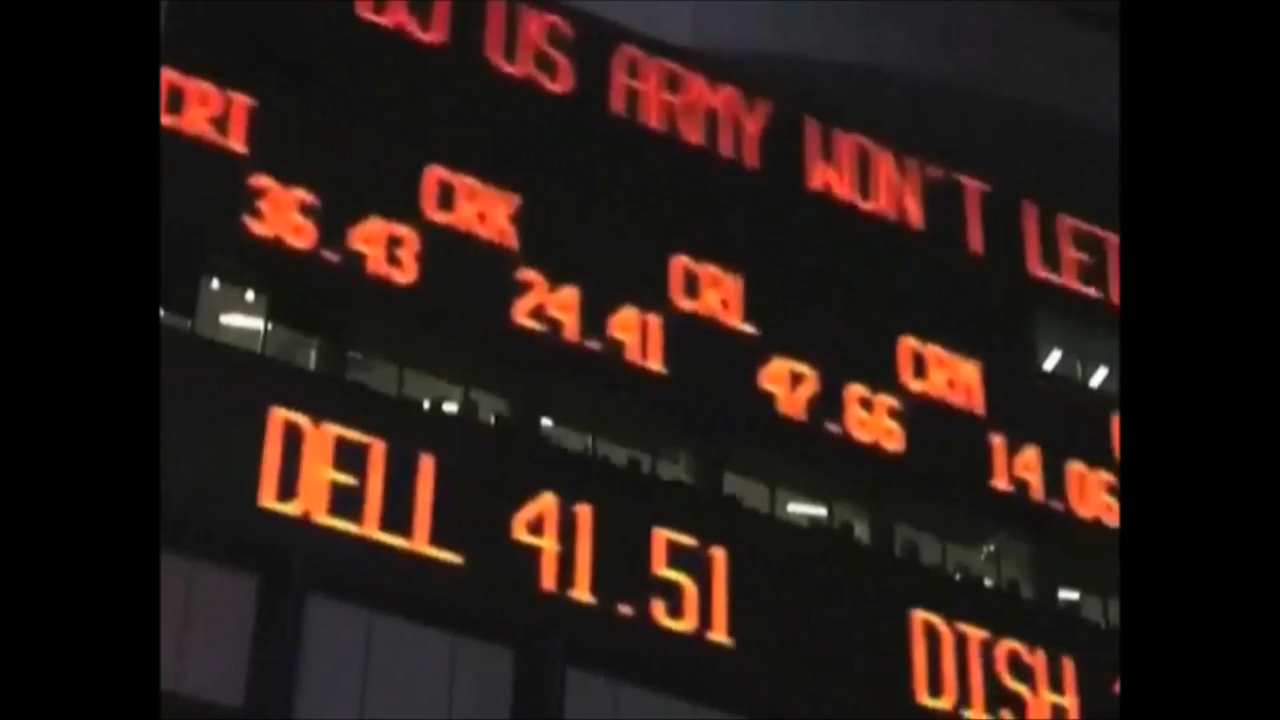 DJ US ARMY WON'T LET
CRI CRK CRL CRM
36.43 24.41 47.66 14.06
DELL 41.51 DISH